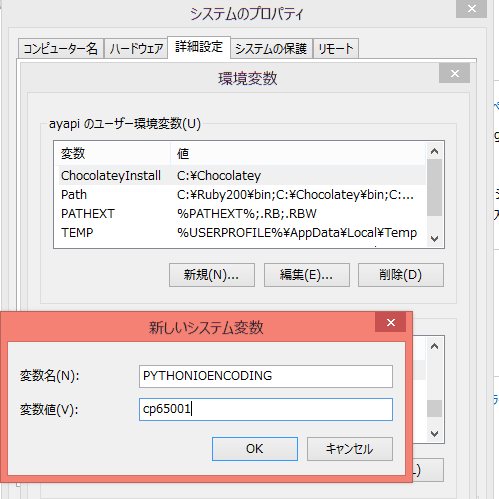 システムのプロパティ
コンピューター名 ハードウェア 詳細設定 システムの保護 リモート
環境変数
ayapi のユーザー環境変数(U)
変数 値
ChocolateyInstall C:¥Chocolatey
Path C:¥Ruby200¥bin;C:¥Chocolatey¥bin;C:...
PATHEXT %PATHEXT%;.RB;.RBW
TEMP %USERPROFILE%¥AppData¥Local¥Temp
新規(N)... 編集(E)... 削除(D)
新しいシステム変数
変数名(N): PYTHONIOENCODING
変数値(V): cp65001
OK キャンセル